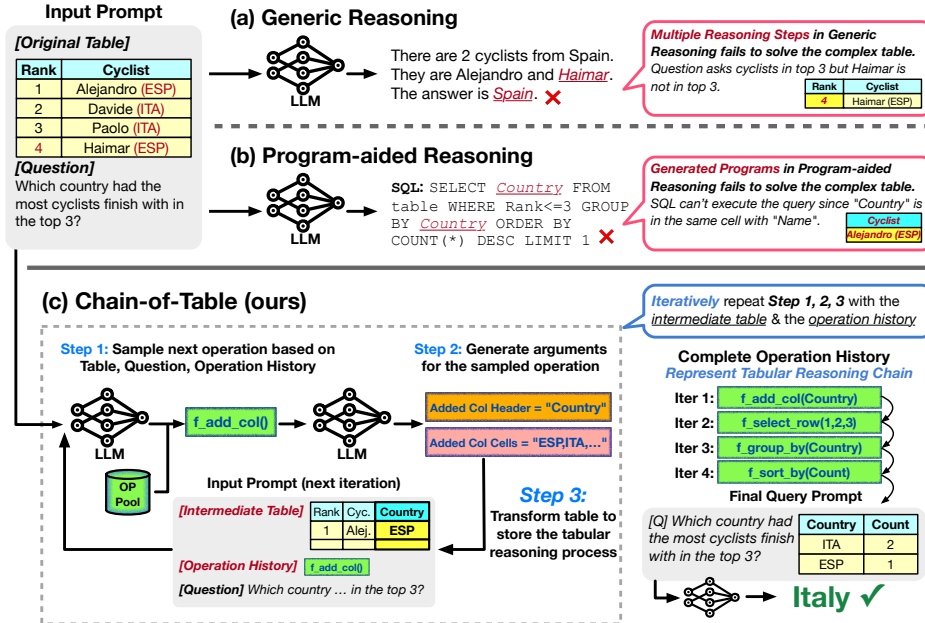 Input Prompt
[Original Table]
Rank Cyclist
1 Alejandro (ESP)
2 Davide (ITA)
3 Paolo (ITA)
4 Haimar (ESP)
[Question]
Which country had the
most cyclists finish with in
the top 3?
(a) Generic Reasoning
LLM
There are 2 cyclists from Spain.
They are Alejandro and Haimar.
The answer is Spain.
Multiple Reasoning Steps in Generic
Reasoning fails to solve the complex table.
Question asks cyclists in top 3 but Haimar is
not in top 3.
Rank Cyclist
4 Haimar (ESP)
(b) Program-aided Reasoning
LLM
SQL: SELECT Country FROM
table WHERE Rank<=3 GROUP
BY Country ORDER BY
COUNT(*) DESC LIMIT 1
Generated Programs in Program-aided
Reasoning fails to solve the complex table.
SQL can't execute the query since "Country" is
in the same cell with "Name".
Cyclist
Alejandro (ESP)
(c) Chain-of-Table (ours)
Iteratively repeat Step 1, 2, 3 with the
intermediate table & the operation history
Step 1: Sample next operation based on
Table, Question, Operation History
LLM
OP
Pool
f_add_col()
LLM
Step 2: Generate arguments
for the sampled operation
Added Col Header = "Country"
Added Col Cells = "ESP,ITA,..."
Step 3:
Transform table to
store the tabular
reasoning process
Input Prompt (next iteration)
[Intermediate Table]
Rank Cyc. Country
1 Alej. ESP
[Operation History] f_add_col()
[Question] Which country ... in the top 3?
Complete Operation History
Represent Tabular Reasoning Chain
Iter 1: f_add_col(Country)
Iter 2: f_select_row(1,2,3)
Iter 3: f_group_by(Country)
Iter 4: f_sort_by(Count)
Final Query Prompt
[Q] Which country had
the most cyclists finish
with in the top 3?
Country Count
ITA 2
ESP 1
LLM
Italy ✓